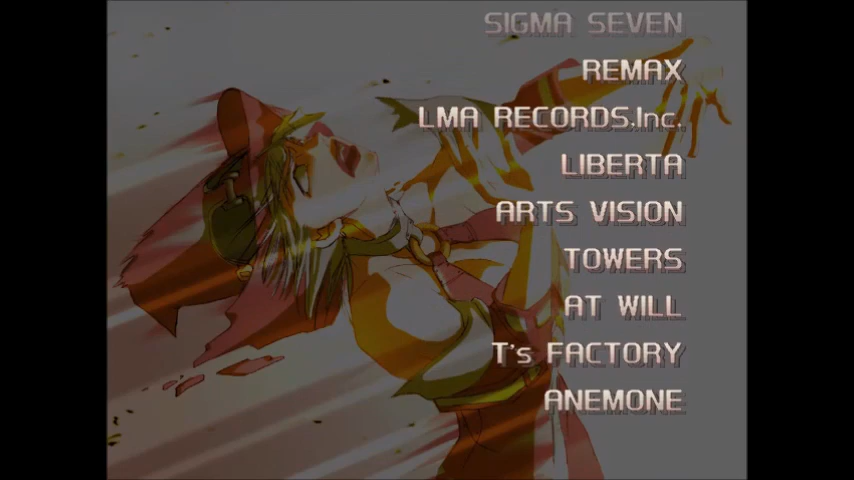 SIGMA SEVEN
REMAX
LMA RECORDS.Inc.
LIBERTA
ARTS VISION
TOWERS
AT WILL
T's FACTORY
ANEMONE